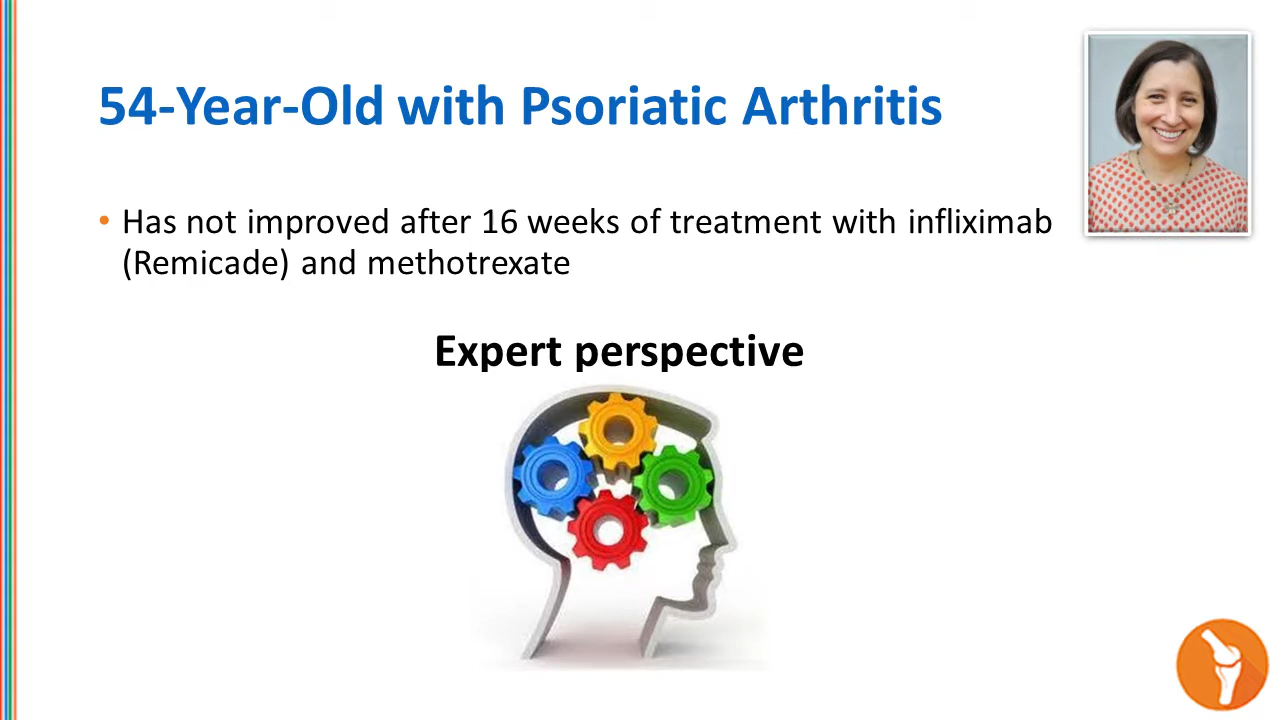 54-Year-Old with Psoriatic Arthritis
• Has not improved after 16 weeks of treatment with infliximab
(Remicade) and methotrexate
Expert perspective